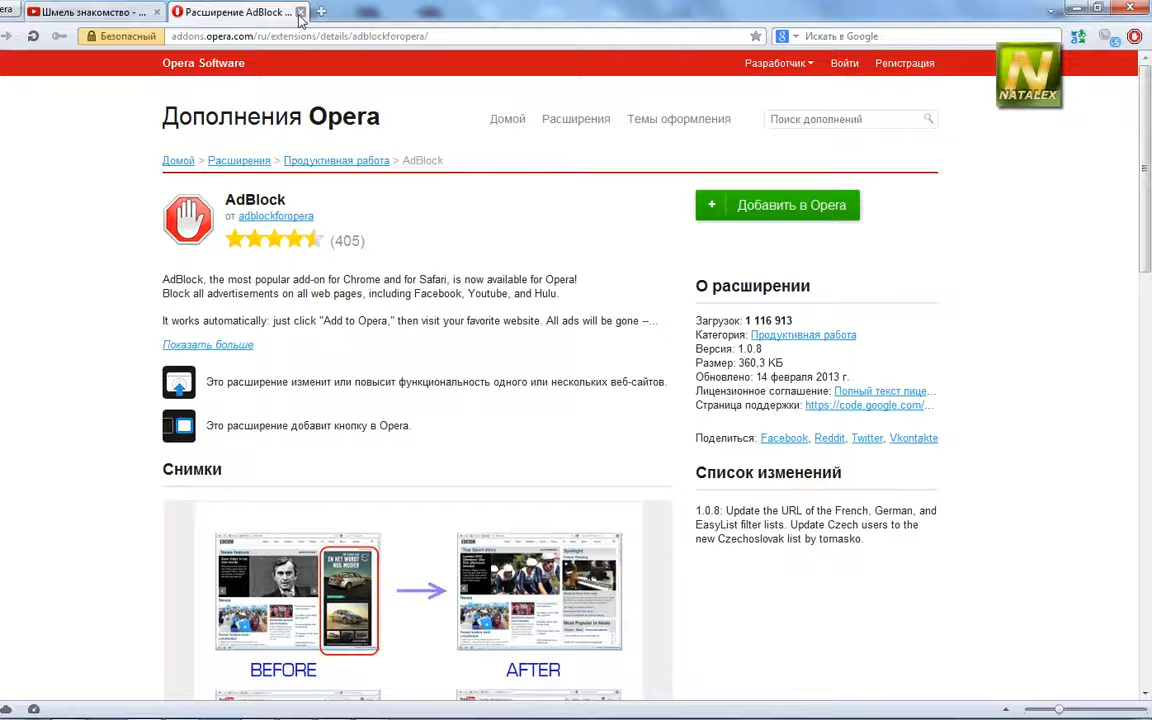 era
Шмель знакомство - ...
Расширение AdBlock ...
Безопасный
addons.opera.com/ru/extensions/details/adblockforopera/
Искать в Google
Opera Software
Разработчик
Войти
Регистрация
NATALEX
Дополнения Opera
Домой
Расширения
Темы оформления
Поиск дополнений
Домой > Расширения > Продуктивная работа > AdBlock
AdBlock
от adblockforopera
(405)
+ Добавить в Opera
AdBlock, the most popular add-on for Chrome and for Safari, is now available for Opera!
Block all advertisements on all web pages, including Facebook, Youtube, and Hulu.
It works automatically: just click "Add to Opera," then visit your favorite website. All ads will be gone --...
Показать больше
Это расширение изменит или повысит функциональность одного или нескольких веб-сайтов.
Это расширение добавит кнопку в Opera.
О расширении
Загрузок: 1 116 913
Категория: Продуктивная работа
Версия: 1.0.8
Размер: 360,3 КБ
Обновлено: 14 февраля 2013 г.
Лицензионное соглашение: Полный текст лице...
Страница поддержки: https://code.google.com/...
Поделиться: Facebook, Reddit, Twitter, Vkontakte
Список изменений
1.0.8: Update the URL of the French, German, and
EasyList filter lists. Update Czech users to the
new Czechoslovak list by tomasko.
Снимки
BEFORE
AFTER